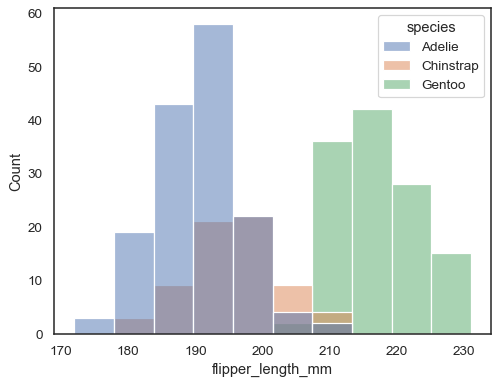 60
50
40
30
20
10
0
Count
species
Adelie
Chinstrap
Gentoo
170 180 190 200 210 220 230
flipper_length_mm